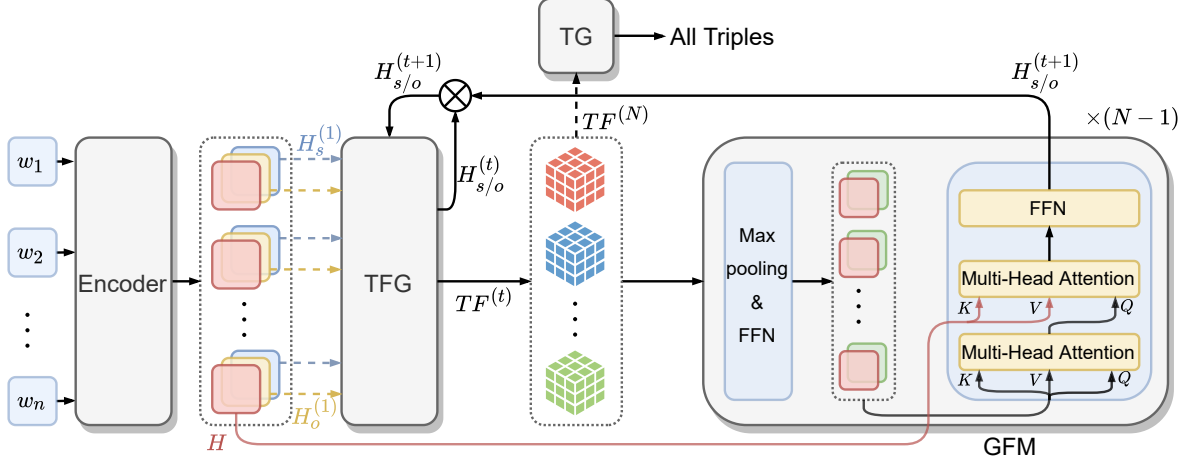 TG
All Triples
H_{s/o}^{(t+1)}
H_{s/o}^{(t+1)}
×(N − 1)
TF^{(N)}
w_1
w_2
⋮
w_n
Encoder
H_s^{(1)}
⋮
H_o^{(1)}
H
TFG
H_{s/o}^{(t)}
TF^{(t)}
⋮
Max
pooling
&
FFN
⋮
FFN
Multi-Head Attention
K V Q
Multi-Head Attention
K V Q
GFM